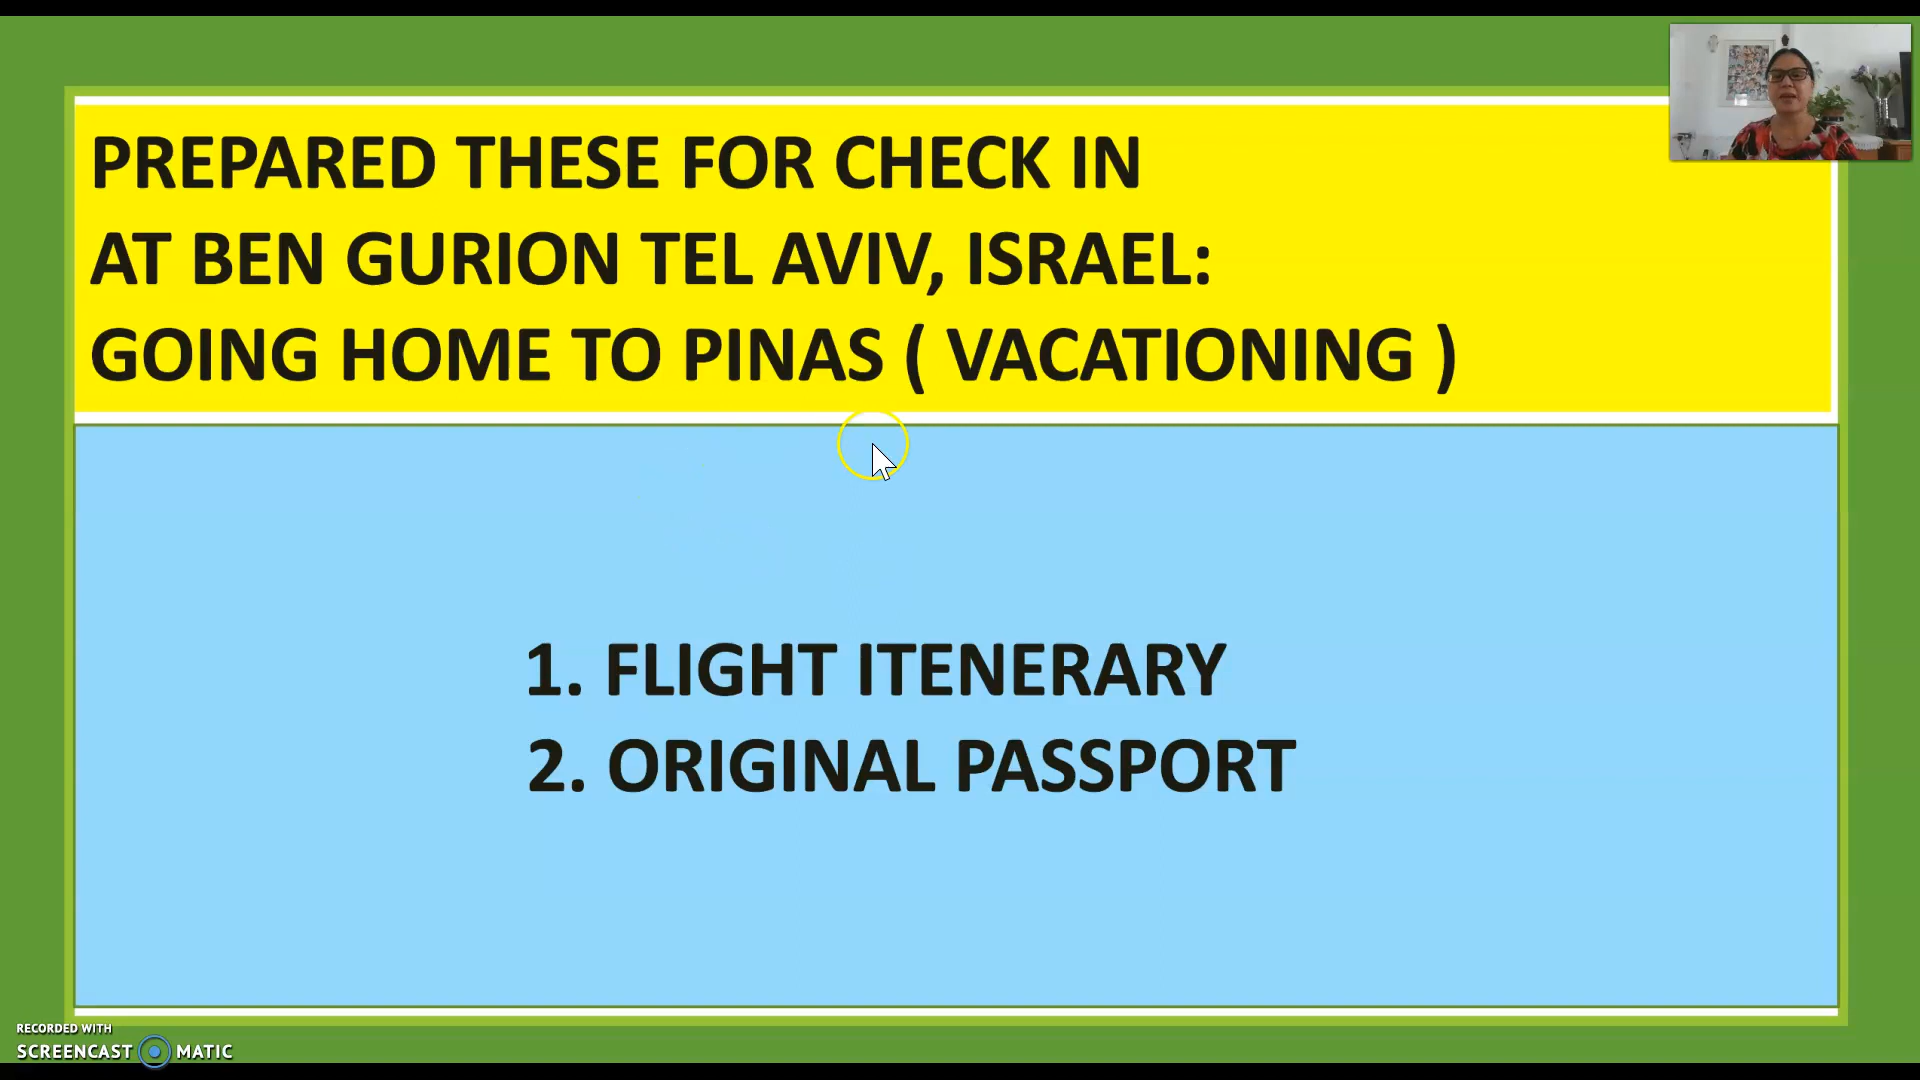 PREPARED THESE FOR CHECK IN
AT BEN GURION TEL AVIV, ISRAEL:
GOING HOME TO PINAS ( VACATIONING )
1. FLIGHT ITENERARY
2. ORIGINAL PASSPORT
RECORDED WITH
SCREENCAST MATIC